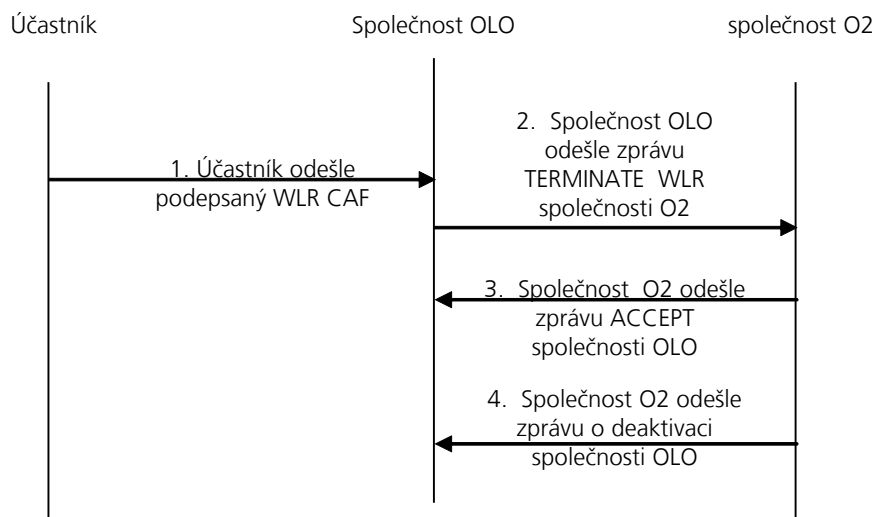 Účastník
Společnost OLO
společnost O2
1. Účastník odešle
podepsaný WLR CAF
2. Společnost OLO
odešle zprávu
TERMINATE WLR
společnosti O2
3. Společnost O2 odešle
zprávu ACCEPT
společnosti OLO
4. Společnost O2 odešle
zprávu o deaktivaci
společnosti OLO